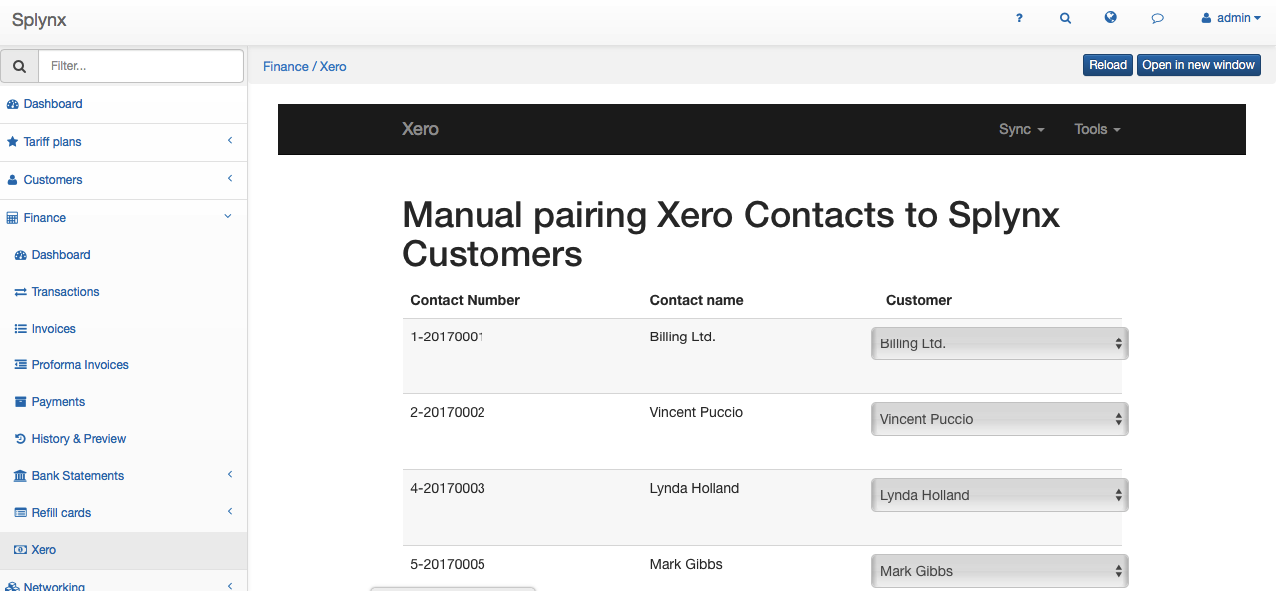 Splynx
?
admin
Filter...
Finance / Xero
Reload
Open in new window
Dashboard
Tariff plans
Customers
Finance
Dashboard
Transactions
Invoices
Proforma Invoices
Payments
History & Preview
Bank Statements
Refill cards
Xero
Networking
Xero
Sync
Tools
Manual pairing Xero Contacts to Splynx
Customers
Contact Number Contact name Customer
1-20170001 Billing Ltd. Billing Ltd.
2-20170002 Vincent Puccio Vincent Puccio
4-20170003 Lynda Holland Lynda Holland
5-20170005 Mark Gibbs Mark Gibbs